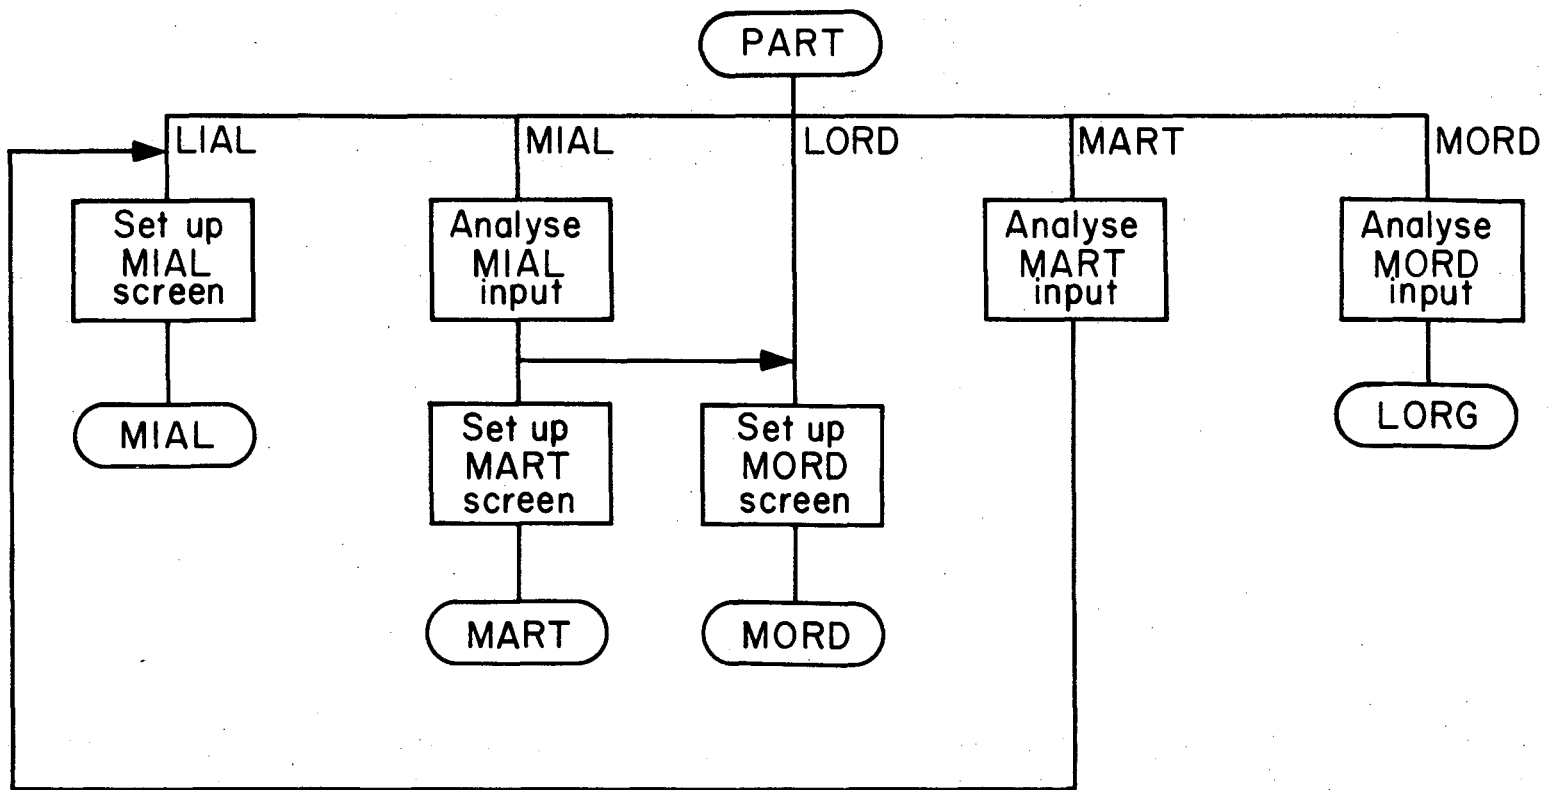 PART
LIAL
MIAL
LORD
MART
MORD
Set up
MIAL
screen
Analyse
MIAL
input
Analyse
MART
input
Analyse
MORD
input
MIAL
Set up
MART
screen
Set up
MORD
screen
LORG
MART
MORD